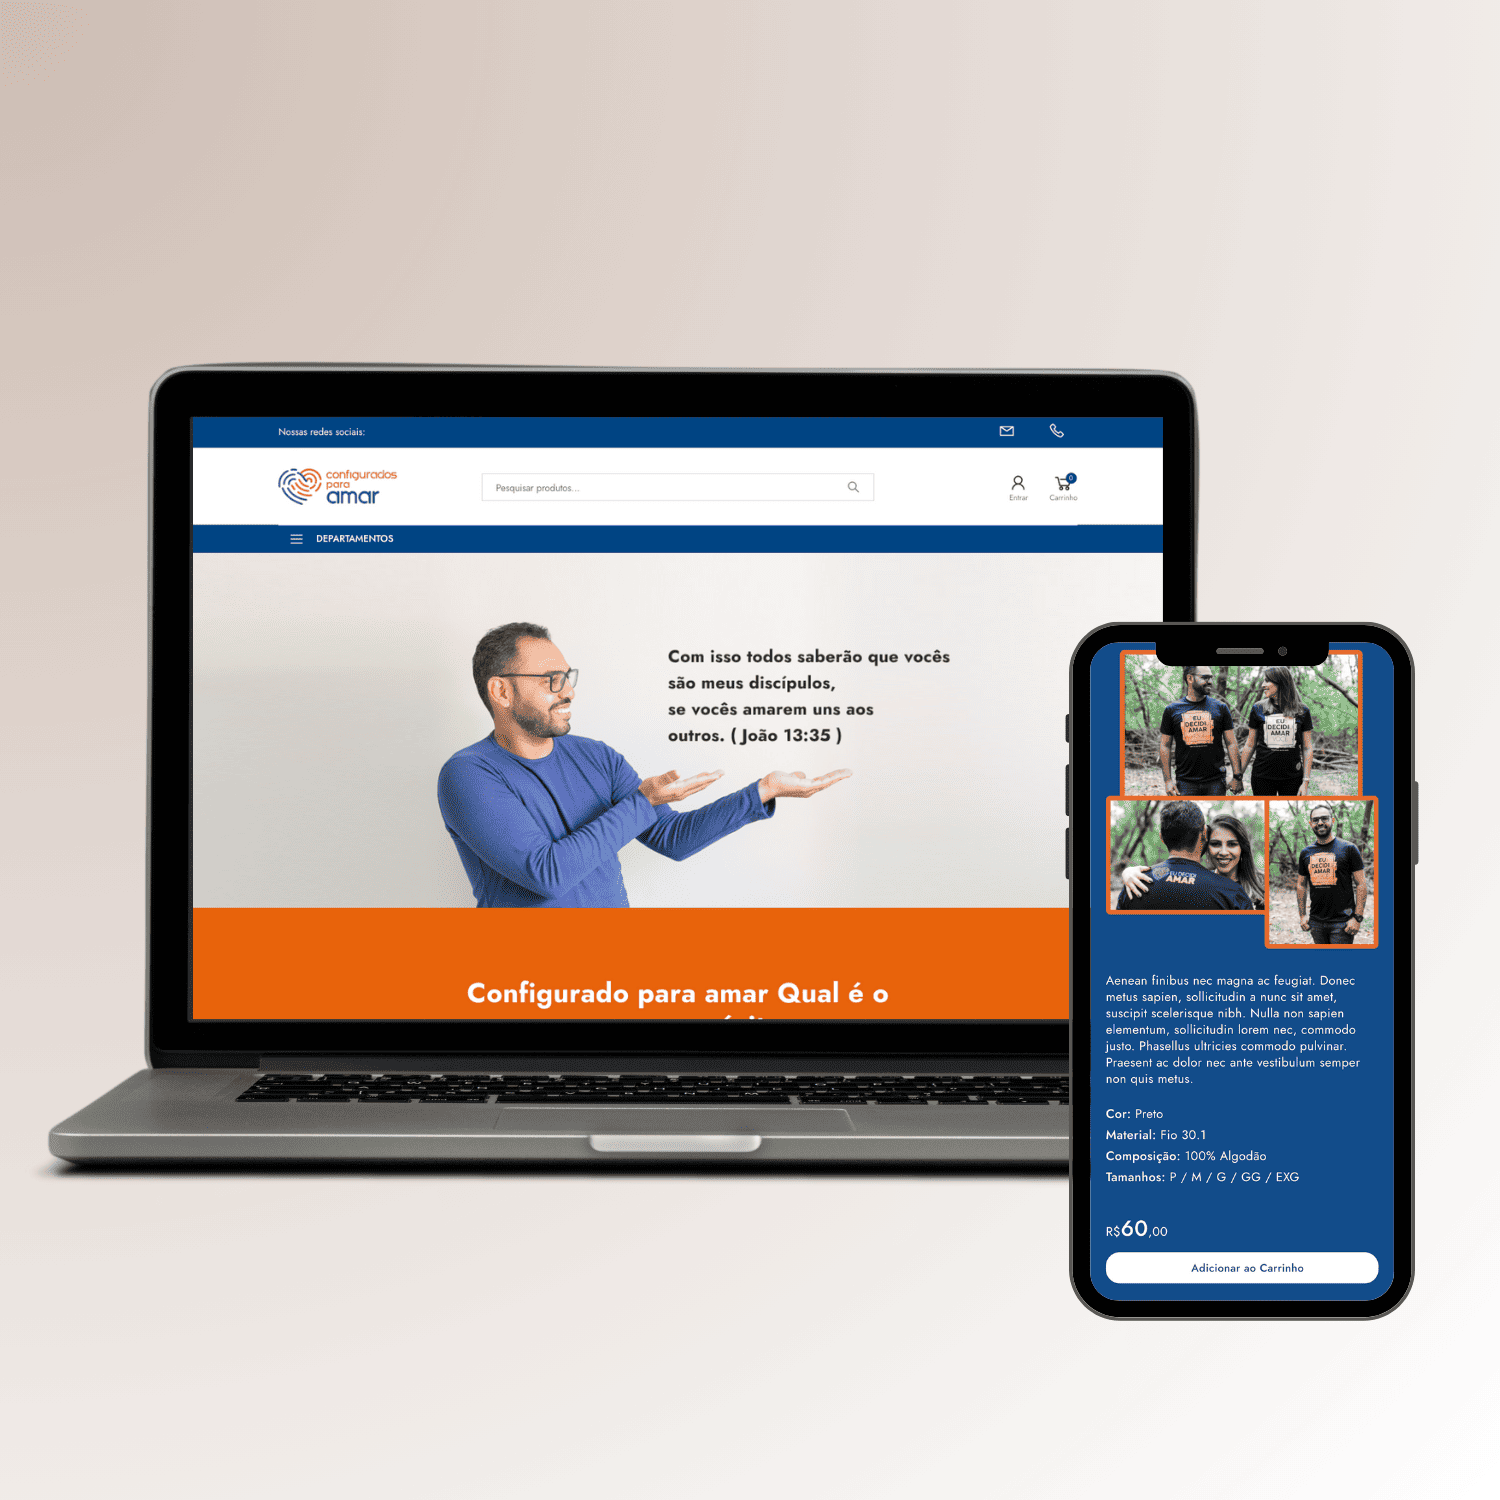 Nossas redes sociais:
configurados
para
amar
Pesquisar produtos...
Entrar
0
Carrinho
DEPARTAMENTOS
Com isso todos saberão que vocês
são meus discípulos,
se vocês amarem uns aos
outros. ( João 13:35 )
Configurado para amar Qual é o
EU
DECIDI
AMAR
EU
DECIDI
AMAR
EU DECIDI
AMAR
EU
DECIDI
AMAR
Aenean finibus nec magna ac feugiat. Donec
metus sapien, sollicitudin a nunc sit amet,
suscipit scelerisque nibh. Nulla non sapien
elementum, sollicitudin lorem nec, commodo
justo. Phasellus ultricies commodo pulvinar.
Praesent ac dolor nec ante vestibulum semper
non quis metus.
Cor: Preto
Material: Fio 30.1
Composição: 100% Algodão
Tamanhos: P / M / G / GG / EXG
R$60,00
Adicionar ao Carrinho